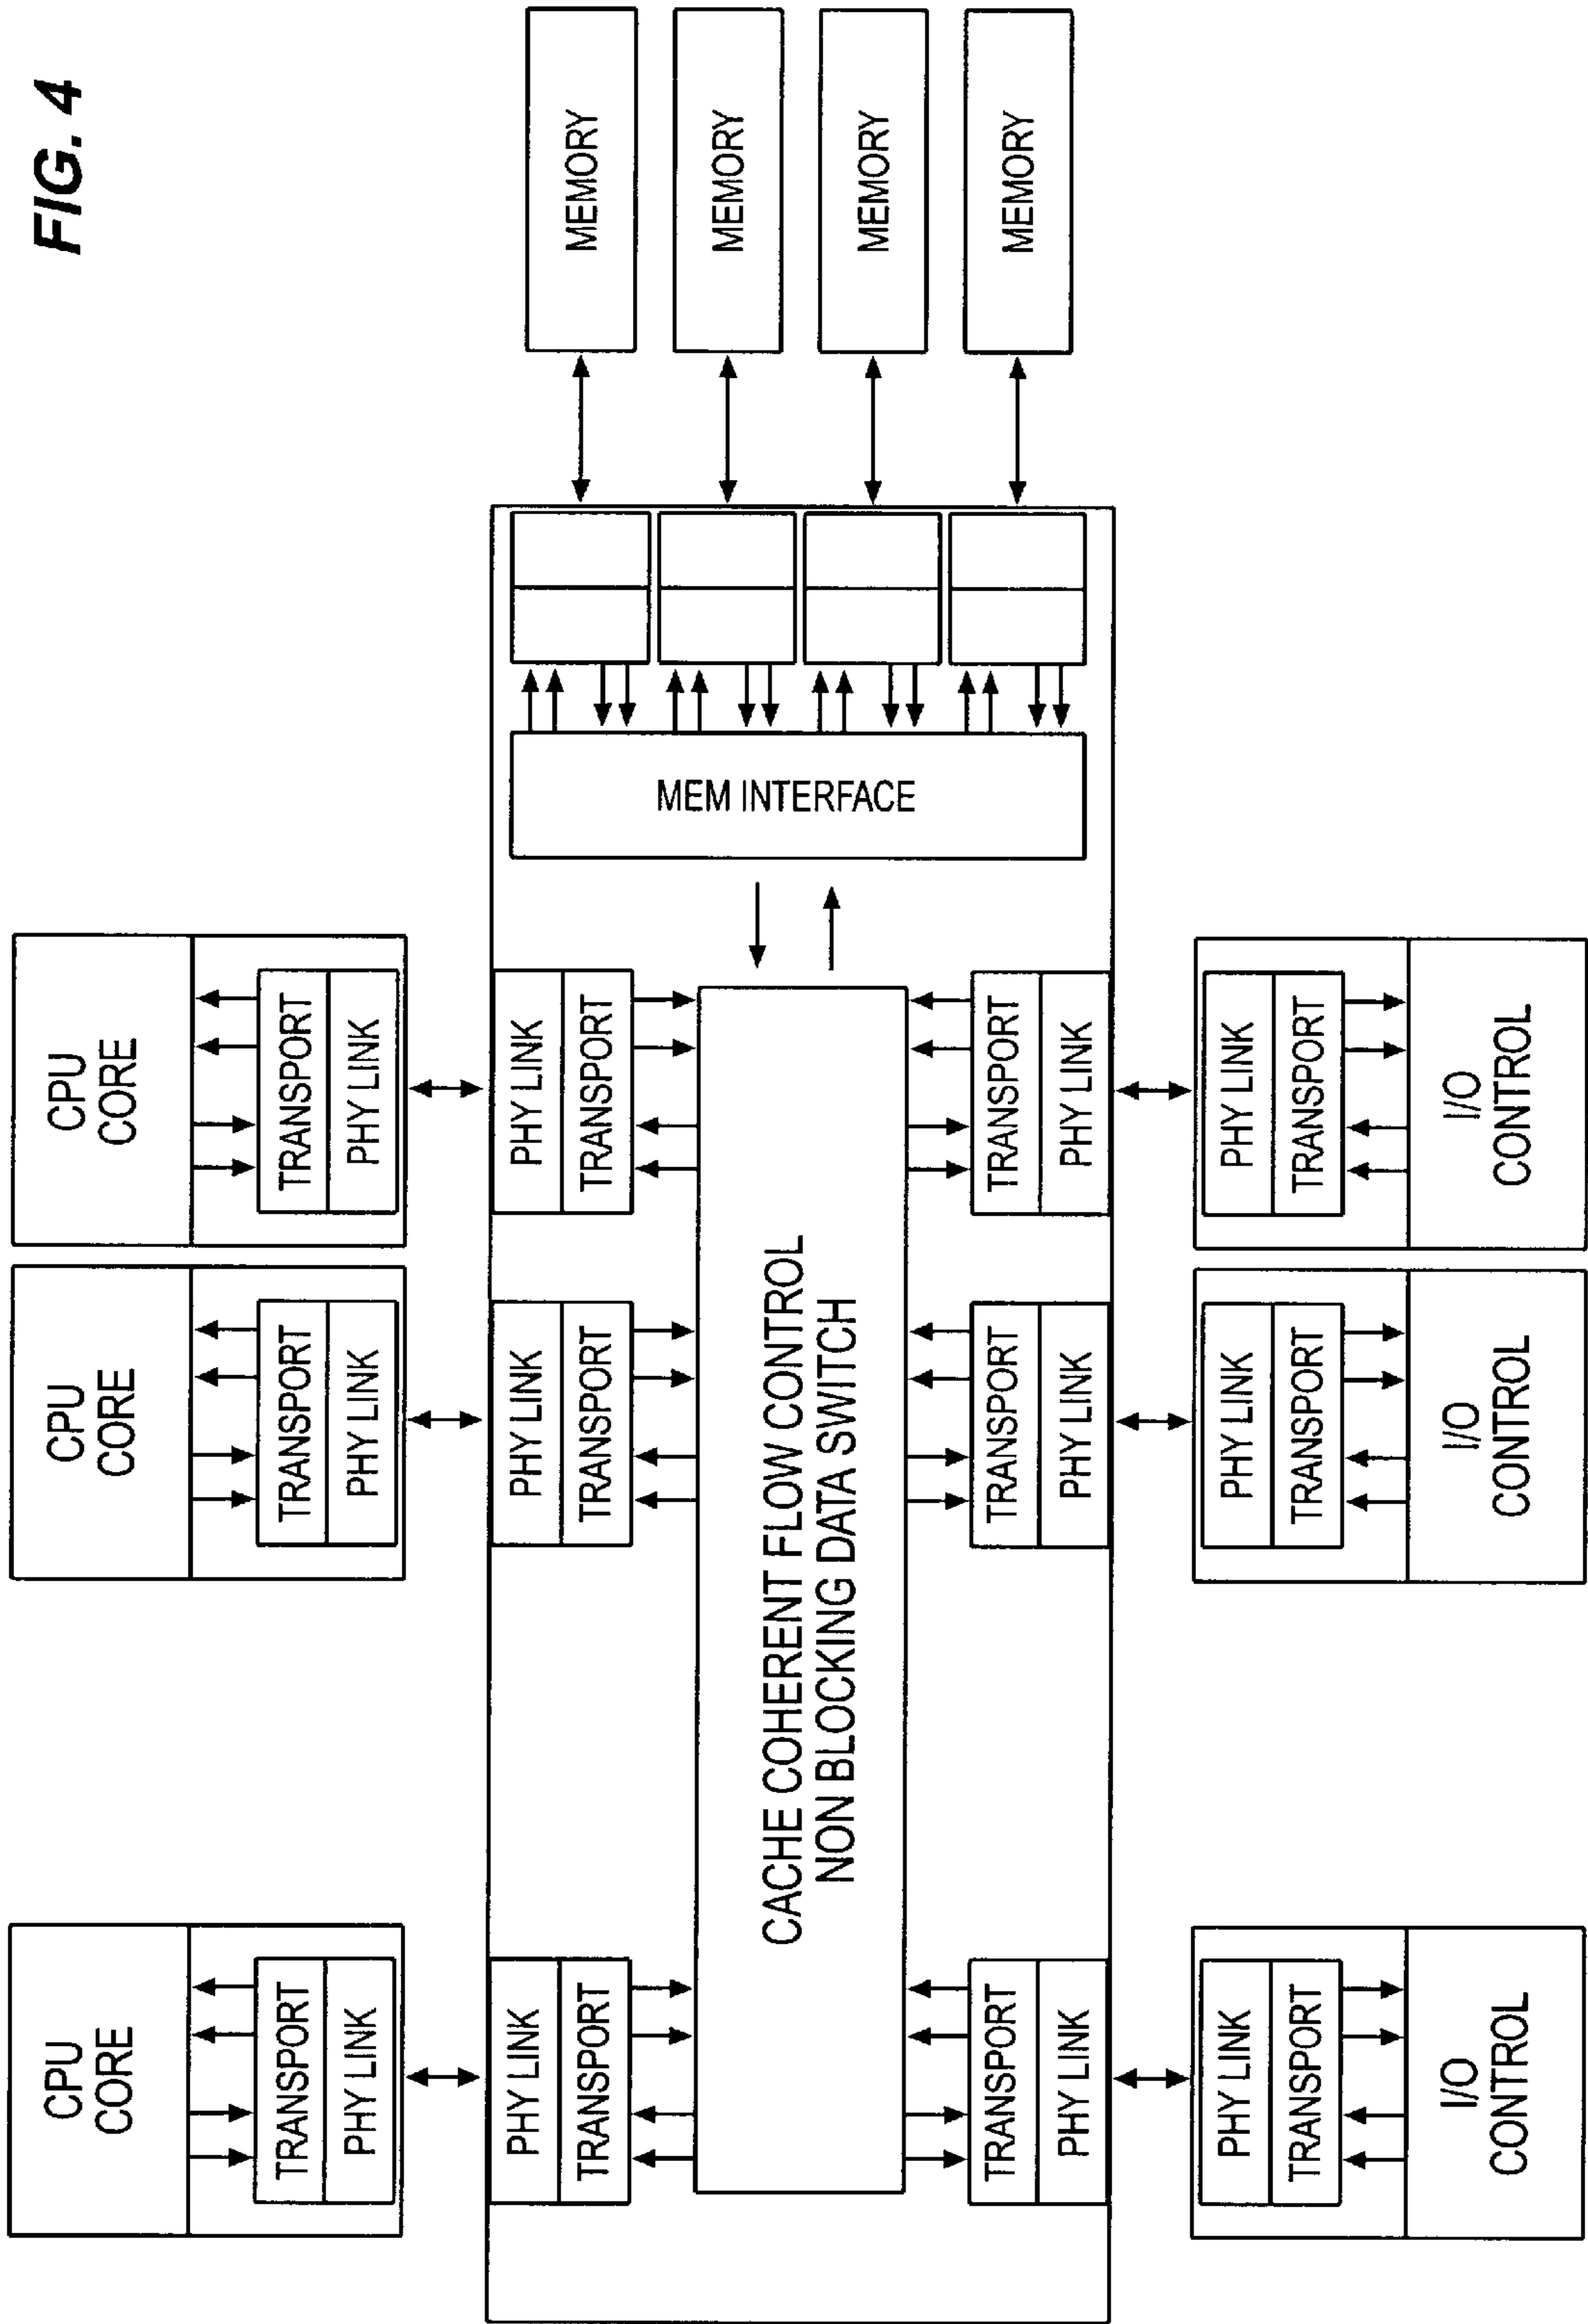 FIG. 4
CPU
CORE
TRANSPORT
PHY LINK
CPU
CORE
TRANSPORT
PHY LINK
CPU
CORE
TRANSPORT
PHY LINK
PHY LINK
TRANSPORT
PHY LINK
TRANSPORT
PHY LINK
TRANSPORT
CACHE COHERENT FLOW CONTROL
NON BLOCKING DATA SWITCH
MEM INTERFACE
MEMORY
MEMORY
MEMORY
MEMORY
TRANSPORT
PHY LINK
TRANSPORT
PHY LINK
TRANSPORT
PHY LINK
PHY LINK
TRANSPORT
I/O
CONTROL
PHY LINK
TRANSPORT
I/O
CONTROL
PHY LINK
TRANSPORT
I/O
CONTROL